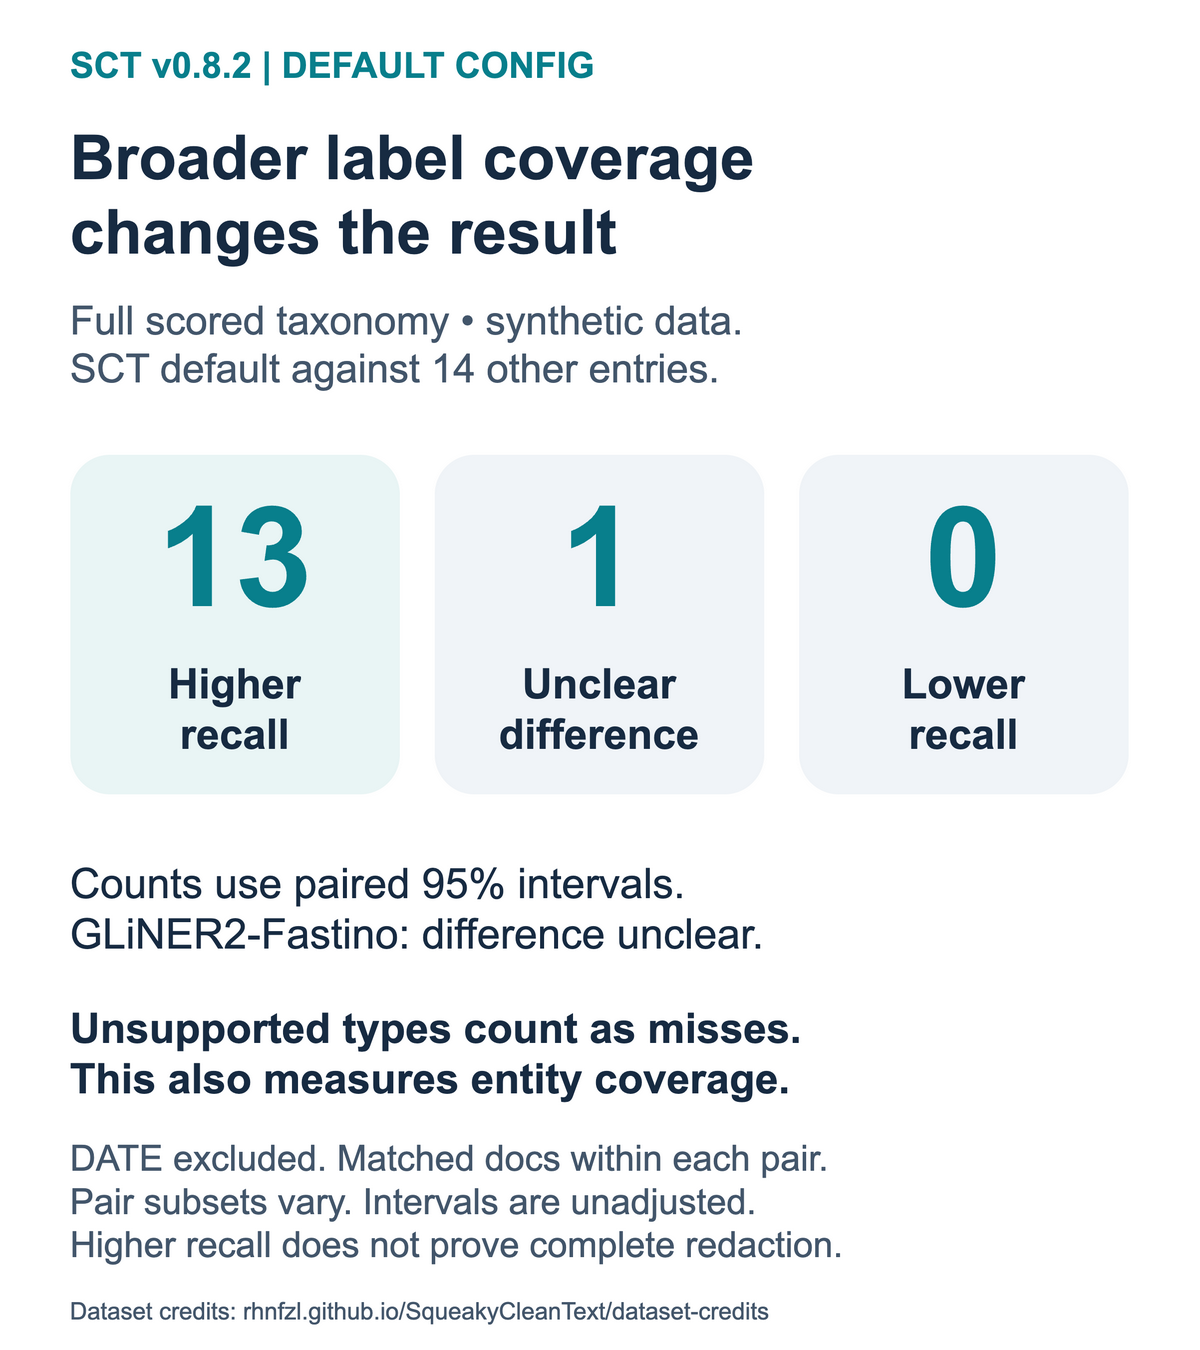 SCT v0.8.2 | DEFAULT CONFIG
Broader label coverage
changes the result
Full scored taxonomy • synthetic data.
SCT default against 14 other entries.
13
Higher
recall
1
Unclear
difference
0
Lower
recall
Counts use paired 95% intervals.
GLiNER2-Fastino: difference unclear.
Unsupported types count as misses.
This also measures entity coverage.
DATE excluded. Matched docs within each pair.
Pair subsets vary. Intervals are unadjusted.
Higher recall does not prove complete redaction.
Dataset credits: rhnfzl.github.io/SqueakyCleanText/dataset-credits